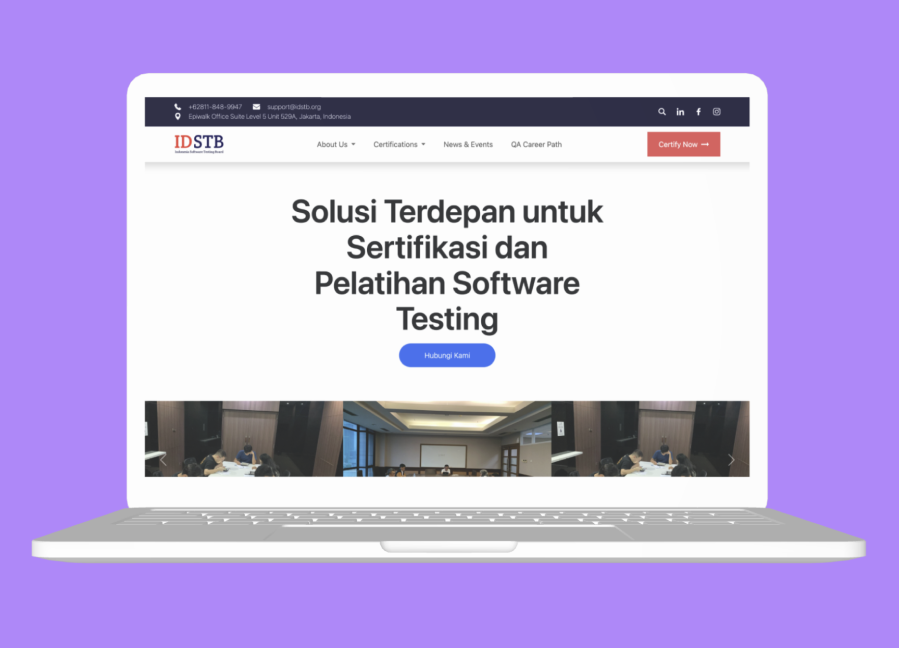 +62811-848-9947 support@idstb.org
Epiwalk Office Suite Level 5 Unit 529A, Jakarta, Indonesia
IDSTB
Indonesian Software Testing Board
About Us
Certifications
News & Events
QA Career Path
Certify Now
Solusi Terdepan untuk
Sertifikasi dan
Pelatihan Software
Testing
Hubungi Kami